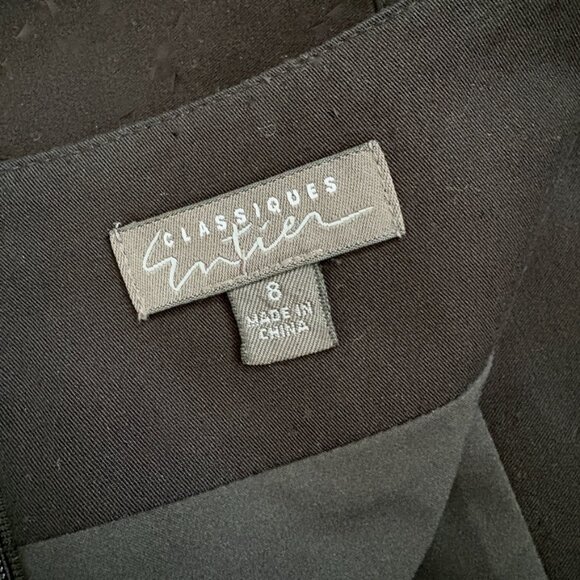 CLASSIQUES
Entier
8
MADE IN
CHINA